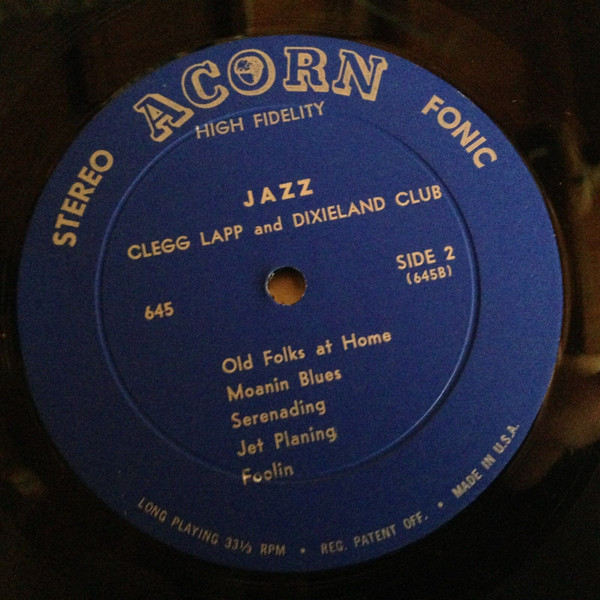 ACORN
HIGH FIDELITY
STEREO FONIC
JAZZ
CLEGG LAPP and DIXIELAND CLUB
SIDE 2
(645B)
645
Old Folks at Home
Moanin Blues
Serenading
Jet Planing
Foolin
LONG PLAYING 33⅓ RPM • REG. PATENT OFF. • MADE IN U.S.A.